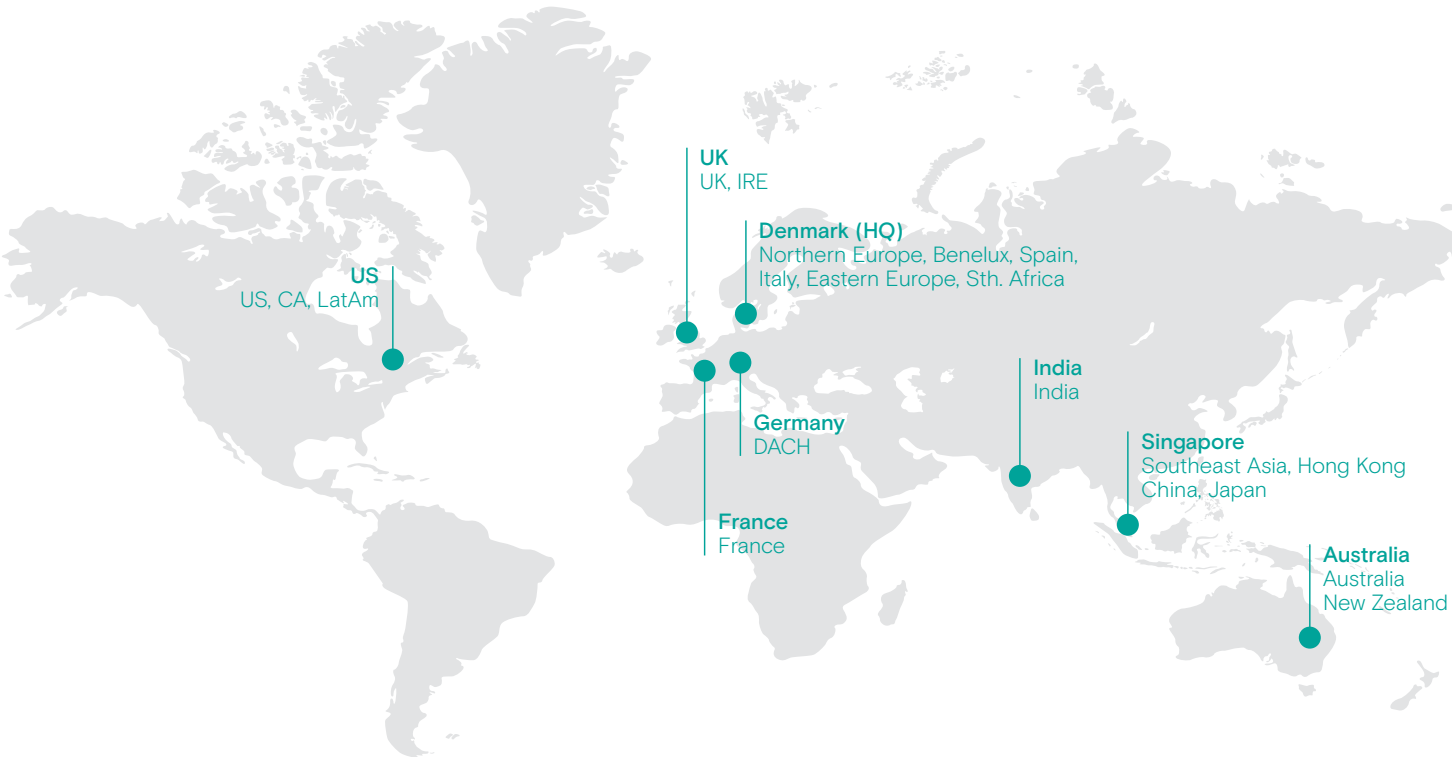 UK
UK, IRE
Denmark (HQ)
Northern Europe, Benelux, Spain,
Italy, Eastern Europe, Sth. Africa
US
US, CA, LatAm
India
India
Germany
DACH
Singapore
Southeast Asia, Hong Kong
China, Japan
France
France
Australia
Australia
New Zealand